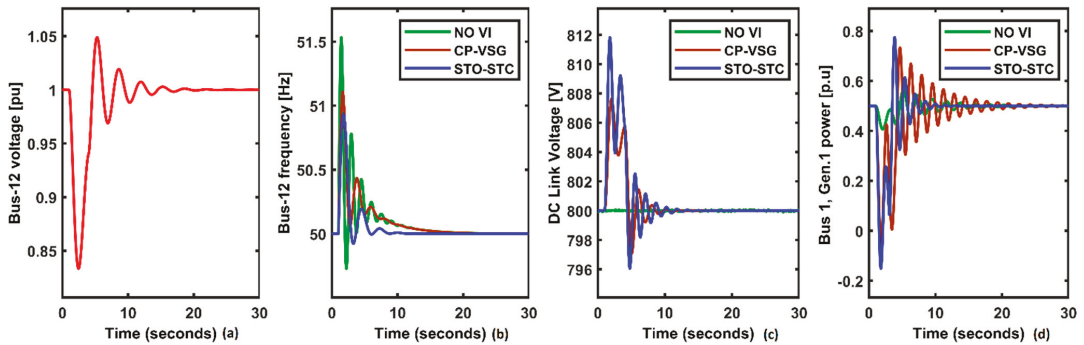 Bus-12 voltage [pu]
1.05
1
0.95
0.9
0.85
0 10 20 30
Time (seconds) (a)
Bus-12 frequency [Hz]
51.5
51
50.5
50
0 10 20 30
Time (seconds) (b)
NO VI
CP-VSG
STO-STC
DC Link Voltage [V]
812
810
808
806
804
802
800
798
796
0 10 20 30
Time (seconds) (c)
NO VI
CP-VSG
STO-STC
Bus 1, Gen.1 power [p.u]
0.8
0.6
0.4
0.2
0
-0.2
0 10 20 30
Time (seconds) (d)
NO VI
CP-VSG
STO-STC